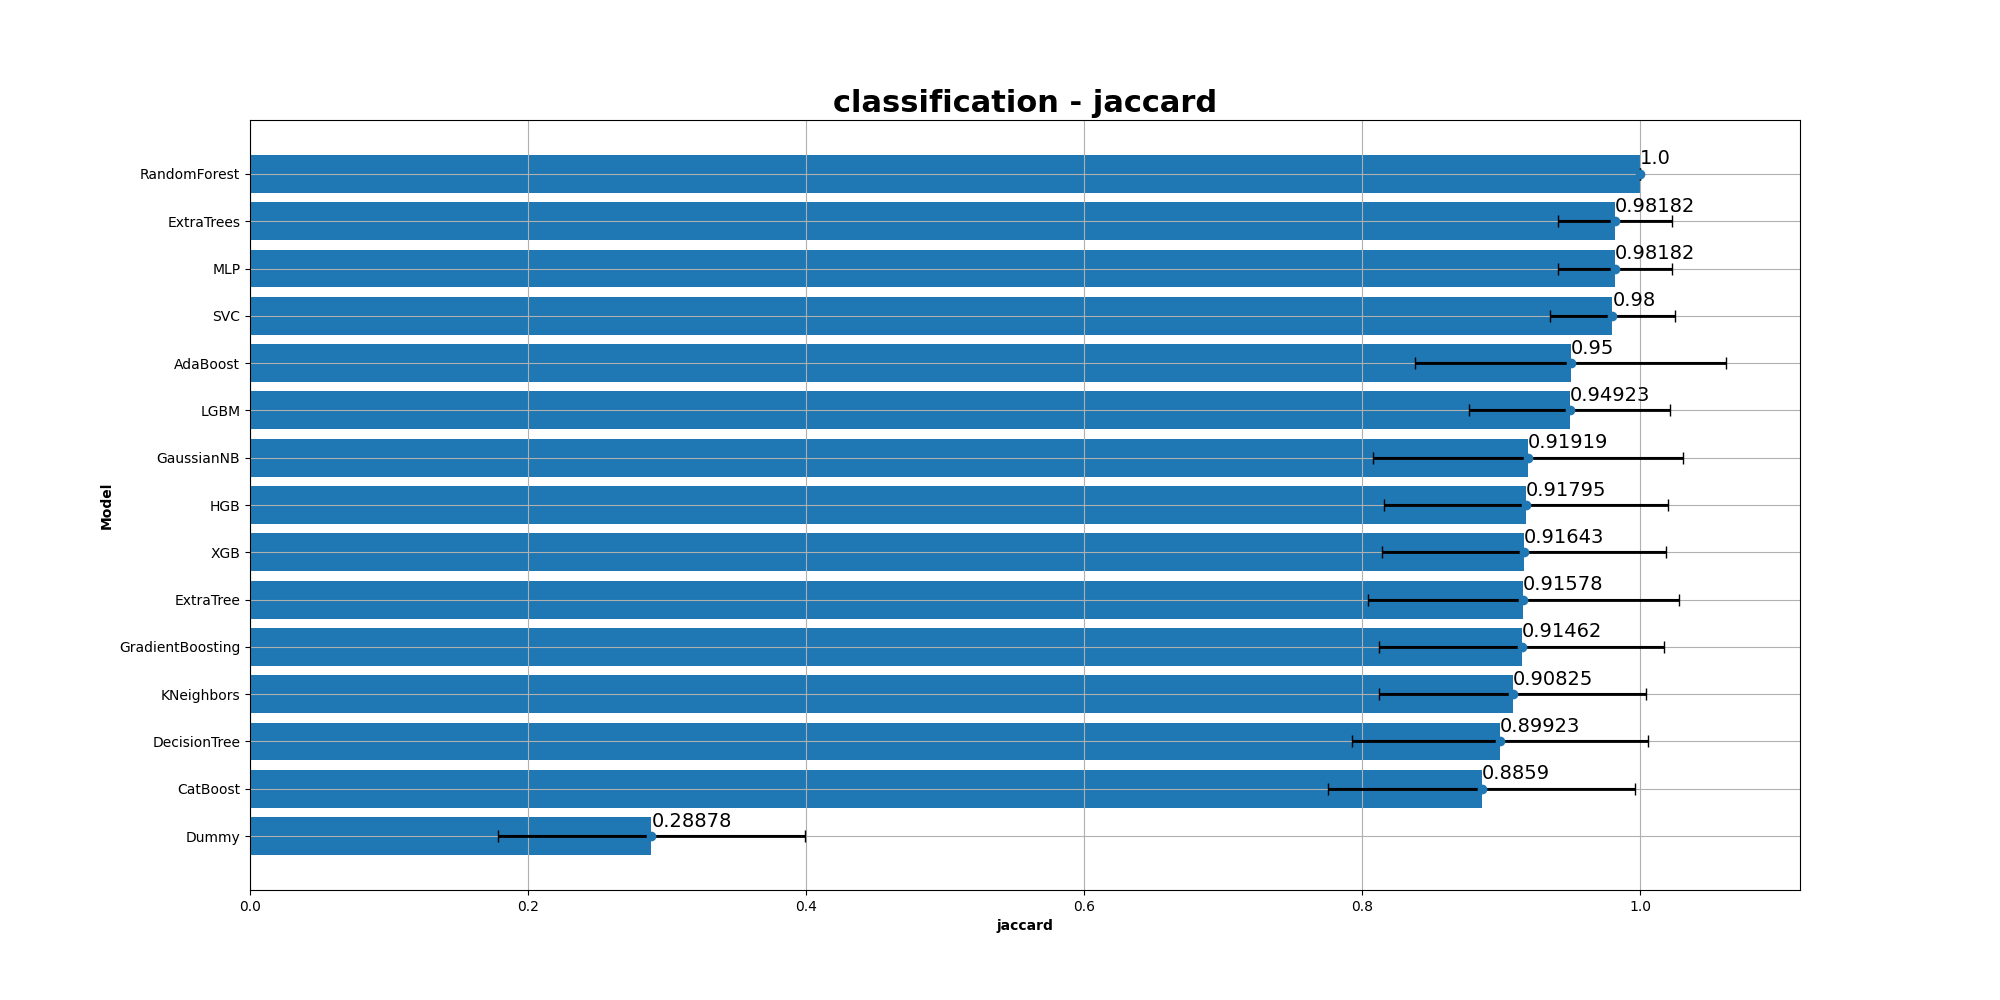 classification - jaccard
RandomForest 1.0
ExtraTrees 0.98182
MLP 0.98182
SVC 0.98
AdaBoost 0.95
LGBM 0.94923
GaussianNB 0.91919
HGB 0.91795
XGB 0.91643
ExtraTree 0.91578
GradientBoosting 0.91462
KNeighbors 0.90825
DecisionTree 0.89923
CatBoost 0.8859
Dummy 0.28878
Model
0.0 0.2 0.4 0.6 0.8 1.0
jaccard